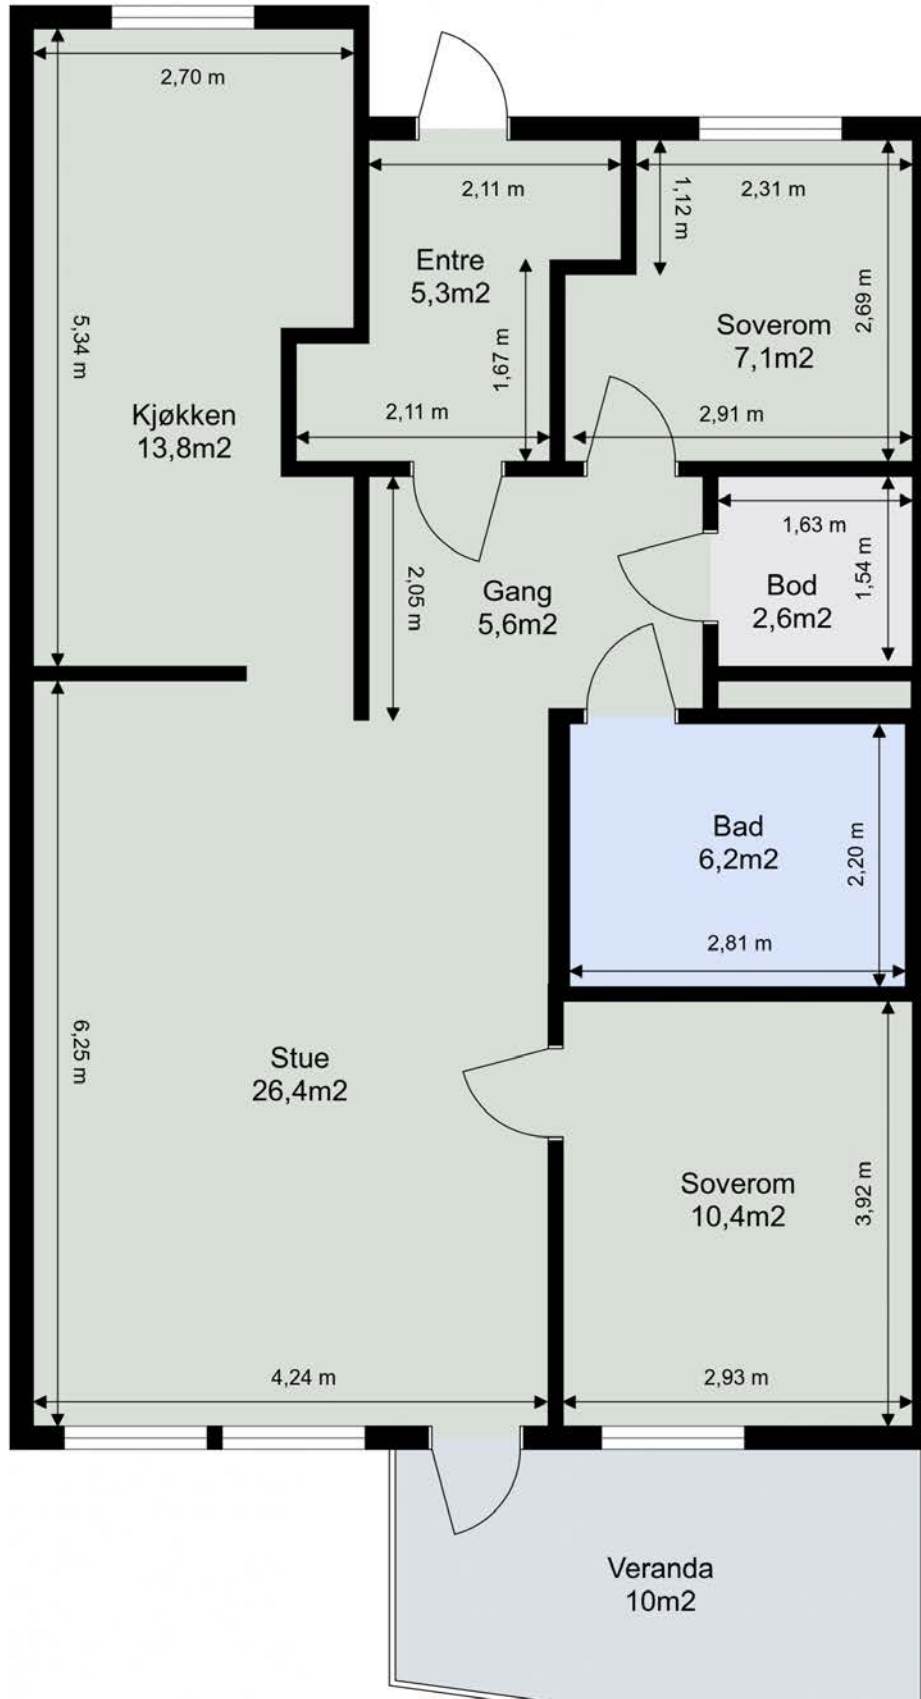 2,70 m
2,11 m
2,31 m
1,12 m
Entre
5,3m2
2,69 m
Soverom
7,1m2
5,34 m
1,67 m
Kjøkken
13,8m2
2,11 m
2,91 m
1,63 m
1,54 m
2,05 m
Gang
5,6m2
Bod
2,6m2
Bad
6,2m2
2,20 m
2,81 m
6,25 m
Stue
26,4m2
Soverom
10,4m2
3,92 m
4,24 m
2,93 m
Veranda
10m2